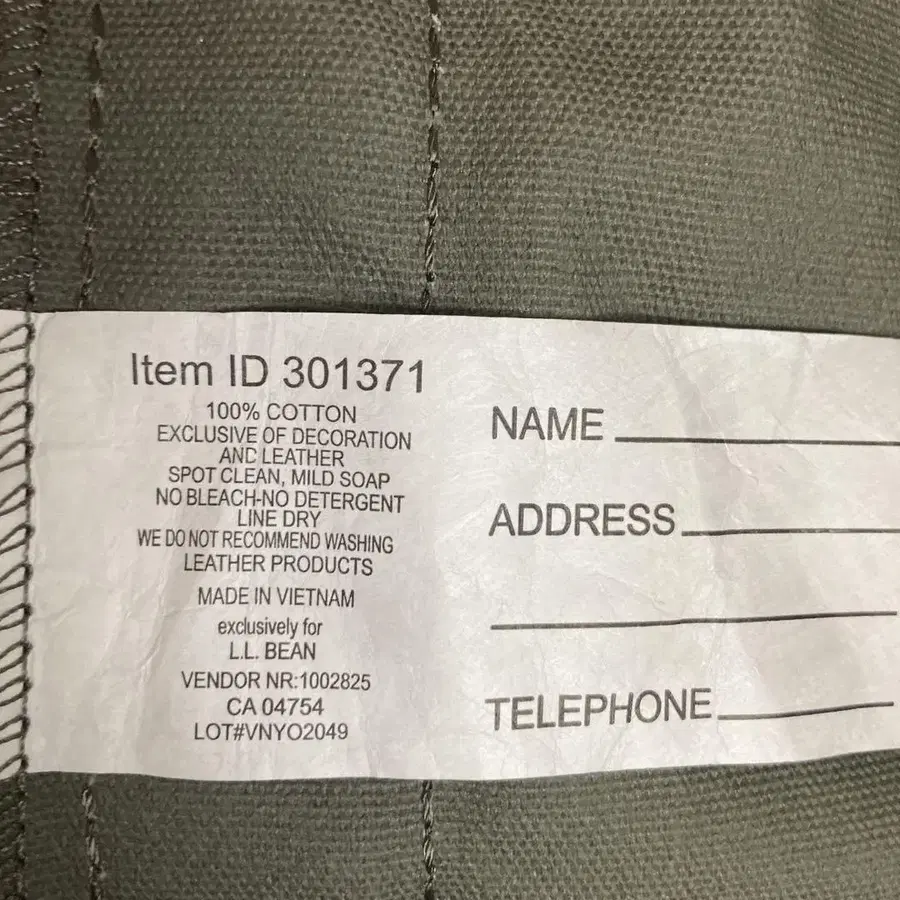 Item ID 301371
100% COTTON
EXCLUSIVE OF DECORATION
AND LEATHER
SPOT CLEAN, MILD SOAP
NO BLEACH-NO DETERGENT
LINE DRY
WE DO NOT RECOMMEND WASHING
LEATHER PRODUCTS
MADE IN VIETNAM
exclusively for
L.L. BEAN
VENDOR NR:1002825
CA 04754
LOT#VNYO2049
NAME
ADDRESS
TELEPHONE